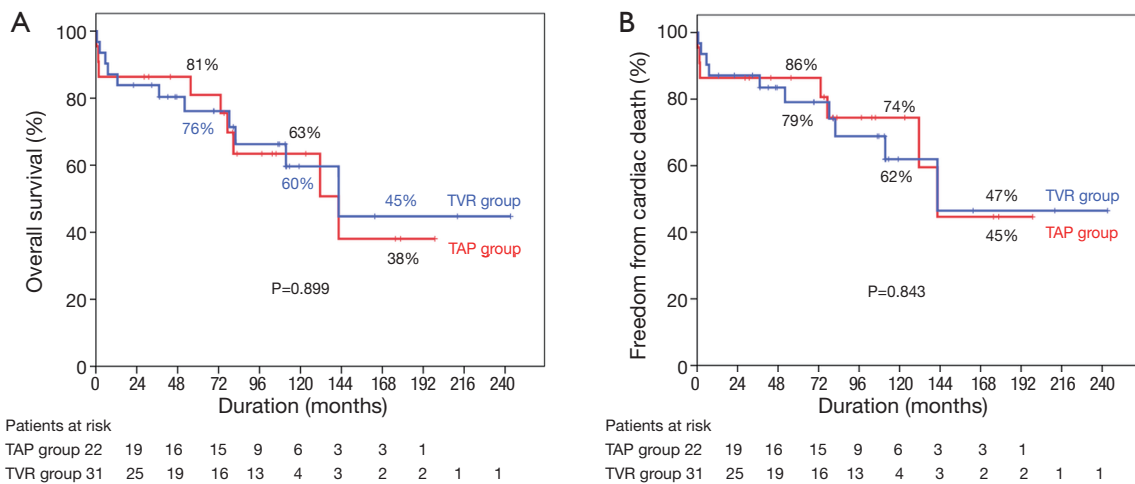 A
Overall survival (%)
100
80
60
40
20
0
81%
76%
63%
60%
45%
TVR group
TAP group
38%
P=0.899
0 24 48 72 96 120 144 168 192 216 240
Duration (months)
Patients at risk
TAP group 22 19 16 15 9 6 3 3 1
TVR group 31 25 19 16 13 4 3 2 2 1 1
B
Freedom from cardiac death (%)
100
80
60
40
20
0
86%
79%
74%
62%
47%
TVR group
TAP group
45%
P=0.843
0 24 48 72 96 120 144 168 192 216 240
Duration (months)
Patients at risk
TAP group 22 19 16 15 9 6 3 3 1
TVR group 31 25 19 16 13 4 3 2 2 1 1